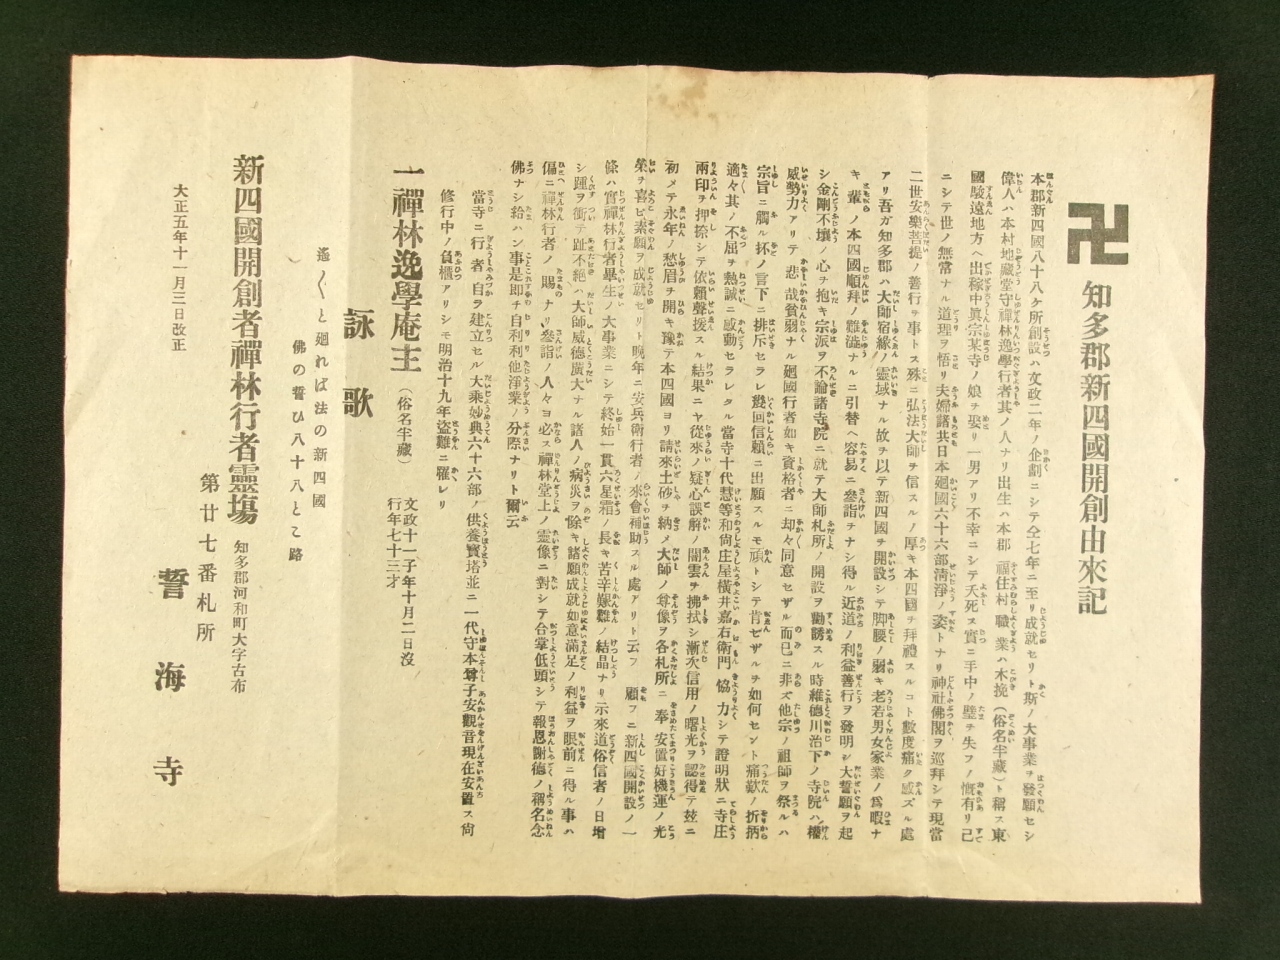 卍
知多郡新四國開創由來記
本郡新四國八十八ケ所創設ハ文政二年ノ企劃ニシテ仝七年ニ至リ成就セリト斯ノ大事業ヲ發願セシ
偉人ハ本村地藏堂守禪林逸學行者其ノ人ナリ出生ハ本郡 福住村 職業ハ木挽(俗名半藏)ト稱ス東
國駿遠地方ヘ出稼中眞宗某寺ノ娘ヲ娶リ一男アリ不幸ニシテ夭死ス實ニ手中ノ璧ヲ失フノ慨有リ己
ニシテ世ノ無常ナル道理ヲ悟リ夫婦諸共日本廻國六十六部淸淨ノ姿トナリ神社佛閣ヲ巡拜シテ現當
二世安樂菩提ノ善行ヲ事トス殊ニ弘法大師ヲ信スルノ厚キ本四國ヲ拜禮スルコト數度痛ク感ズル處
アリ吾ガ知多郡ハ大師宿緣ノ靈域ナル故ヲ以テ新四國ヲ開設シテ脚腰ノ弱キ老若男女家業ノ爲暇ナ
キ輩ノ本四國順拜ノ難澁ナルニ引替ヘ容易ニ參詣ヲナシ得ル近道ノ利益善行ヲ發明シ大誓願ヲ起
シ金剛不壞ノ心ヲ抱キ宗派ヲ不論諸寺院ニ就テ大師札所ノ開設ヲ勸誘スル時維德川治下ノ寺院ハ權
威勢力アリテ悲哉貧弱ナル廻國行者如キ資格者ニ却々同意セザル而已ニ非ズ他宗ノ祖師ヲ祭ルハ
宗旨ニ觸ル抔ノ言下ニ排斥セラレ幾回信賴ニ出願スルモ頑トシテ肯ゼザルヲ如何セント痛歎ノ折柄
適々其ノ不屈ヲ熱誠ニ感動セラレタル當寺十代慧等和尙庄屋橫井嘉右衛門 協力シテ證明狀ニ寺庄
兩印ヲ押捺シテ依賴聲援スル結果ニヤ從來ノ疑心誤解ノ闇雲ヲ拂拭シ漸次信用ノ曙光ヲ認得テ玆ニ
初メテ永年ノ愁眉ヲ開キ豫テ本四國ヨリ請來土砂ヲ納メ大師ノ尊像ヲ各札所ニ 奉 安置好機運ノ光
榮ヲ喜ビ素願ヲ成就セリト晩年ニ安兵衛行者ノ來會補助スル處アリト云フ 顧フニ新四國開設ノ一
條ハ實禪林行者畢生ノ大事業ニシテ終始一貫六星霜ノ長キ苦辛艱難ノ結晶ナリ示來道俗信者ノ日增
シ踵ヲ衝テ趾不絕ハ大師威德廣大ナル諸人ノ病災ヲ除キ諸願成就如意滿足ノ利益ヲ眼前ニ得ル事ハ
偏ニ禪林行者ノ賜ナリ參詣ノ人々ヨ必ス禪林堂上ノ靈像ニ對シテ合掌低頭シテ報恩謝德ノ稱名念
佛ナシ給ハン事是即チ自利利他淨業ノ分際ナリト爾云
當寺ニ行者 自ラ建立セル大乘妙典六十六部ノ供養寶塔並ニ一代守本尊子安觀音現在安置ス尙
修行中ノ負櫃アリシモ明治十九年盜難ニ罹レリ
一禪林逸學庵主 (俗名半藏) 文政十一子年十月二日沒
行年七十三才
詠歌
遙〱と廻れば法の新四國
佛の誓ひ八十八ところ路
新四國開創者禪林行者靈塲 知多郡河和町大字古布
第廿七番札所
誓海寺
大正五年十一月三日改正